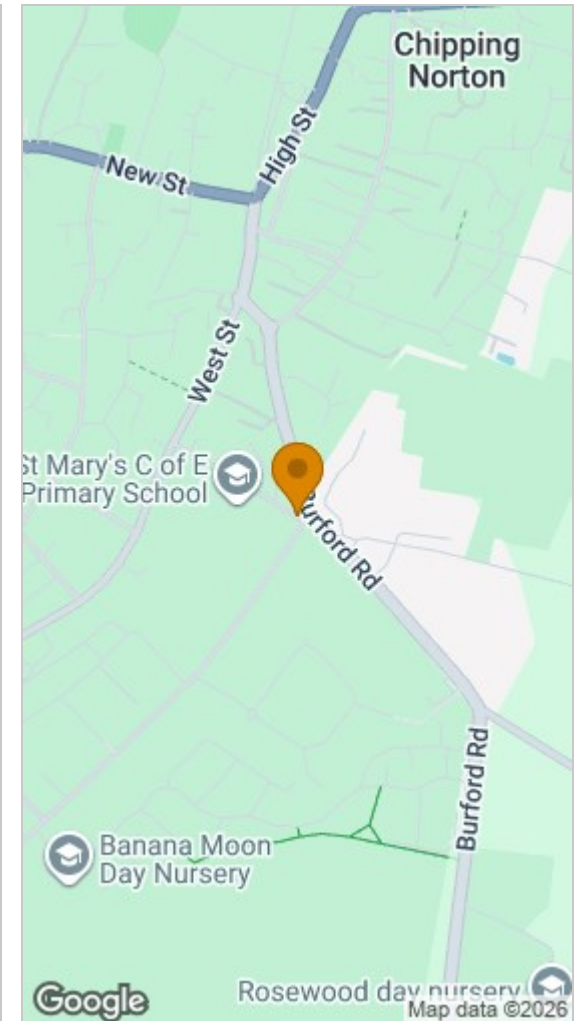 Chipping
Norton
High St
New St
West St
St Mary's C of E
Primary School
Burford Rd
Burford Rd
Banana Moon
Day Nursery
Rosewood day nursery
Google
Map data ©2026